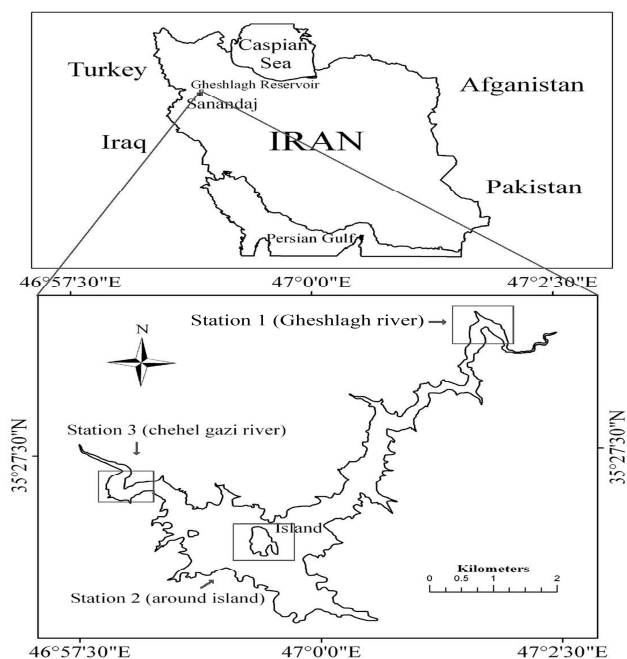 Caspian
Sea
Turkey
Gheshlagh Reservoir
Afganistan
Sanandaj
Iraq
IRAN
Pakistan
Persian Gulf
46°57'30"E
47°0'0"E
47°2'30"E
Station 1 (Gheshlagh river)
N
Station 3 (chehel gazi river)
35°27'30"N
35°27'30"N
Island
Kilometers
0 0.5 1 2
Station 2 (around island)
46°57'30"E
47°0'0"E
47°2'30"E